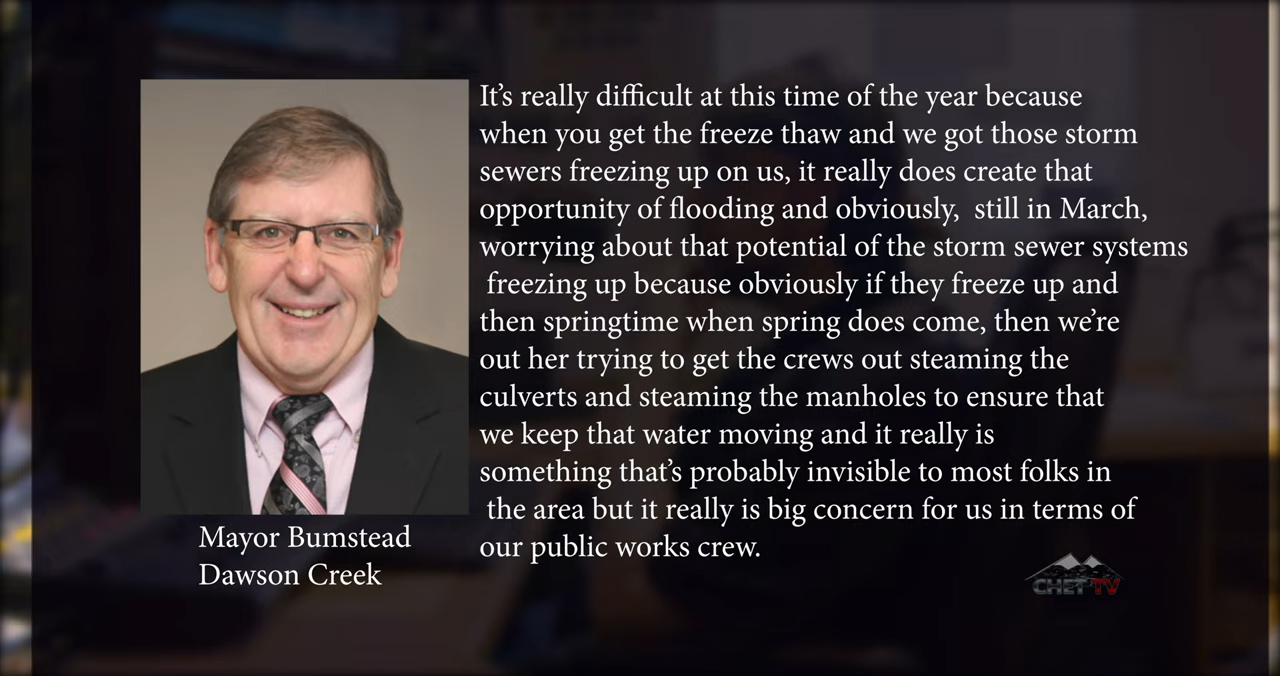 It's really difficult at this time of the year because
when you get the freeze thaw and we got those storm
sewers freezing up on us, it really does create that
opportunity of flooding and obviously,  still in March,
worrying about that potential of the storm sewer systems
freezing up because obviously if they freeze up and
then springtime when spring does come, then we're
out her trying to get the crews out steaming the
culverts and steaming the manholes to ensure that
we keep that water moving and it really is
something that's probably invisible to most folks in
the area but it really is big concern for us in terms of
our public works crew.
Mayor Bumstead
Dawson Creek
CHET TV